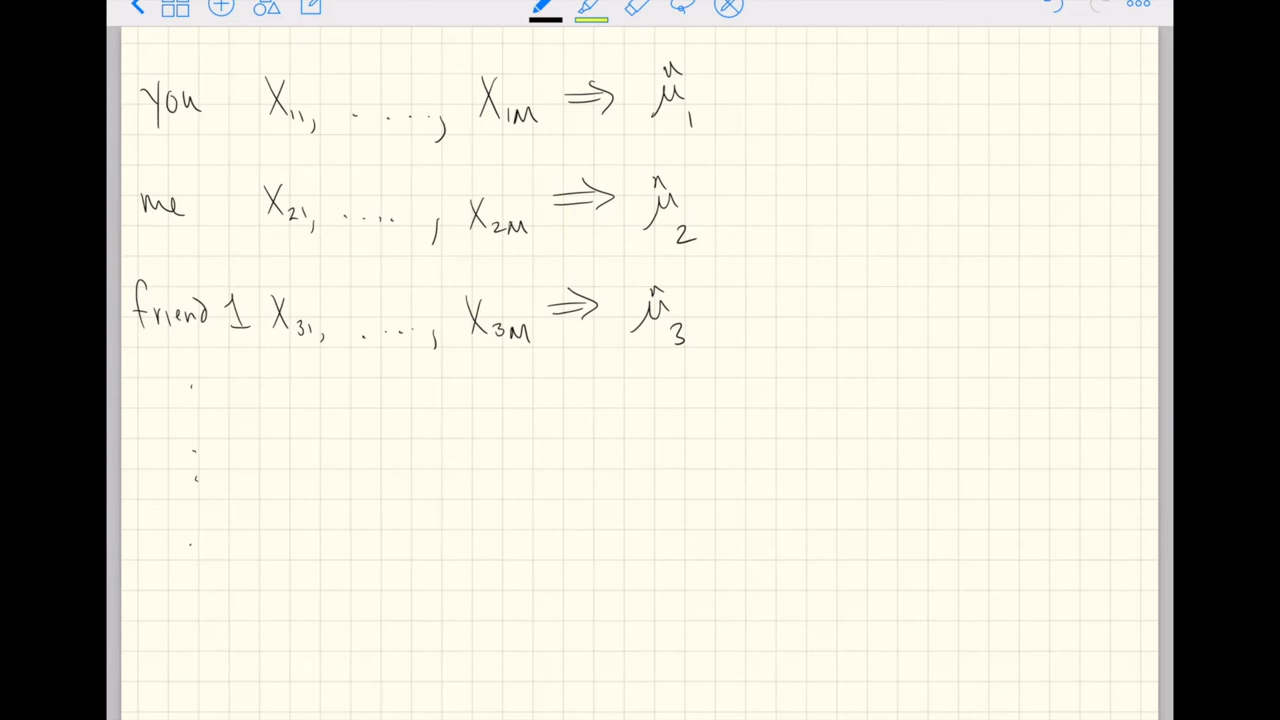 you X₁₁, ....., X₁ₘ ⇒ μ̂₁
me X₂₁, ....., X₂ₘ ⇒ μ̂₂
friend 1 X₃₁, ....., X₃ₘ ⇒ μ̂₃